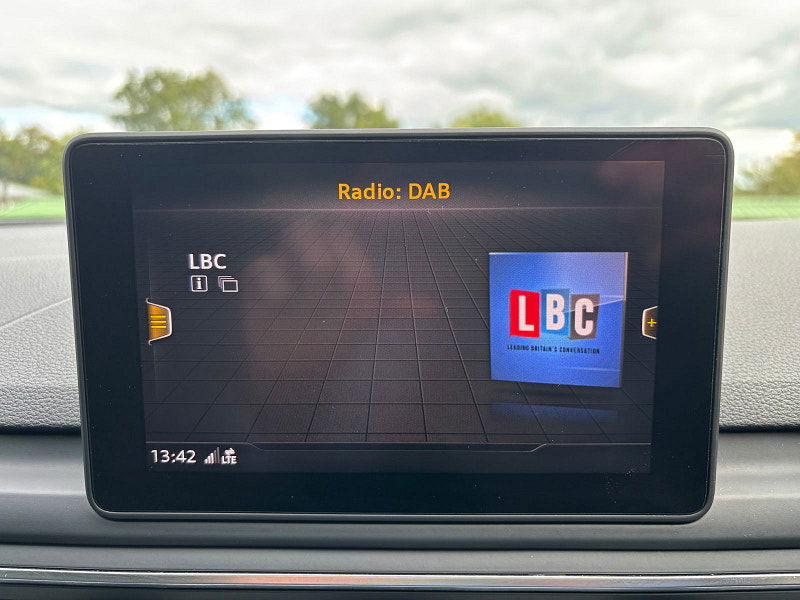 Radio: DAB
LBC
i
LBC
LEADING BRITAIN'S CONVERSATION
+
13:42 LTE